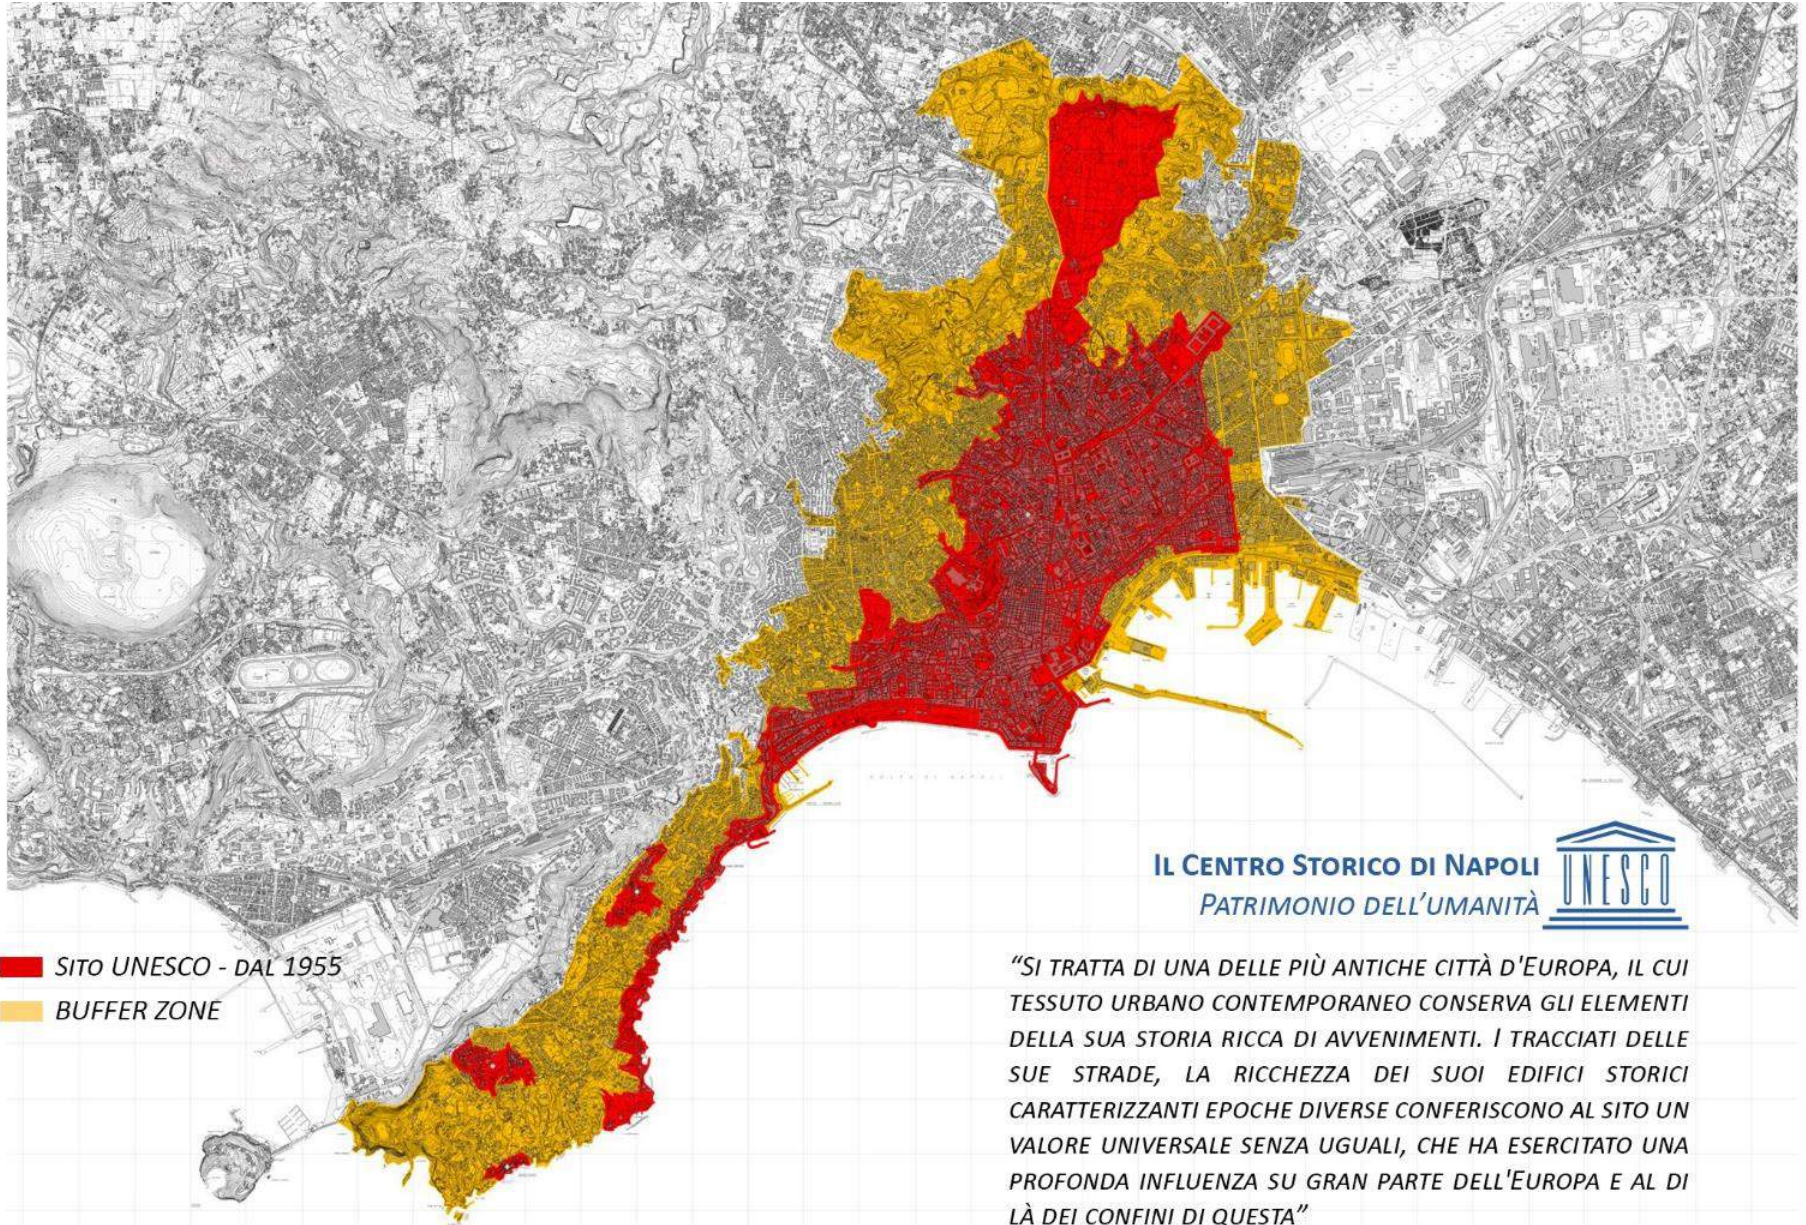 IL CENTRO STORICO DI NAPOLI
PATRIMONIO DELL'UMANITÀ
UNESCO
SITO UNESCO - DAL 1955
BUFFER ZONE
"SI TRATTA DI UNA DELLE PIÙ ANTICHE CITTÀ D'EUROPA, IL CUI
TESSUTO URBANO CONTEMPORANEO CONSERVA GLI ELEMENTI
DELLA SUA STORIA RICCA DI AVVENIMENTI. I TRACCIATI DELLE
SUE STRADE, LA RICCHEZZA DEI SUOI EDIFICI STORICI
CARATTERIZZANTI EPOCHE DIVERSE CONFERISCONO AL SITO UN
VALORE UNIVERSALE SENZA UGUALI, CHE HA ESERCITATO UNA
PROFONDA INFLUENZA SU GRAN PARTE DELL'EUROPA E AL DI
LÀ DEI CONFINI DI QUESTA"
GOLFO DI NAPOLI